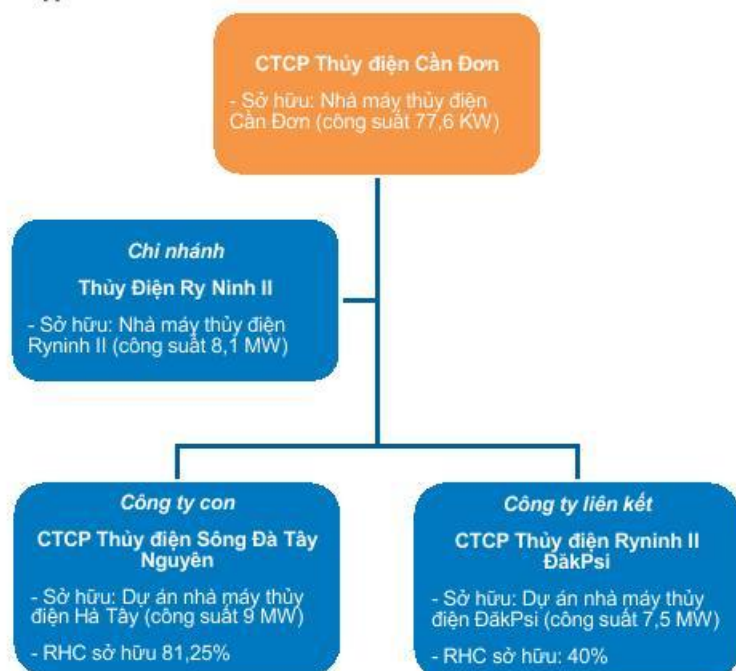 CTCP Thủy điện Cần Đơn
- Sở hữu: Nhà máy thủy điện
Cần Đơn (công suất 77,6 KW)
Chi nhánh
Thủy Điện Ry Ninh II
- Sở hữu: Nhà máy thủy điện
Ryninh II (công suất 8,1 MW)
Công ty con
CTCP Thủy điện Sông Đà Tây
Nguyên
- Sở hữu: Dự án nhà máy thủy
điện Hà Tây (công suất 9 MW)
- RHC sở hữu 81,25%
Công ty liên kết
CTCP Thủy điện Ryninh II
ĐăkPsi
- Sở hữu: Dự án nhà máy thủy
điện ĐăkPsi (công suất 7,5 MW)
- RHC sở hữu: 40%